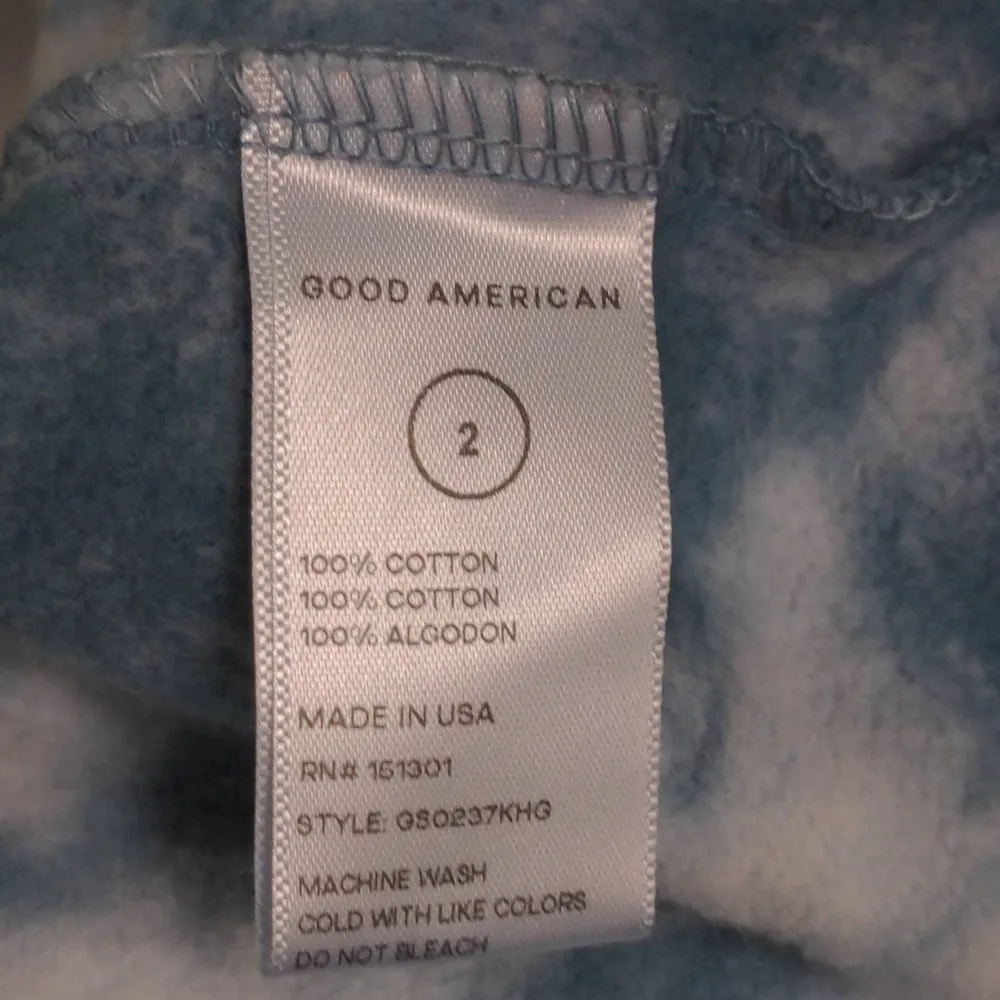 GOOD AMERICAN
2
100% COTTON
100% COTTON
100% ALGODON
MADE IN USA
RN# 151301
STYLE: GS0237KHG
MACHINE WASH
COLD WITH LIKE COLORS
DO NOT BLEACH